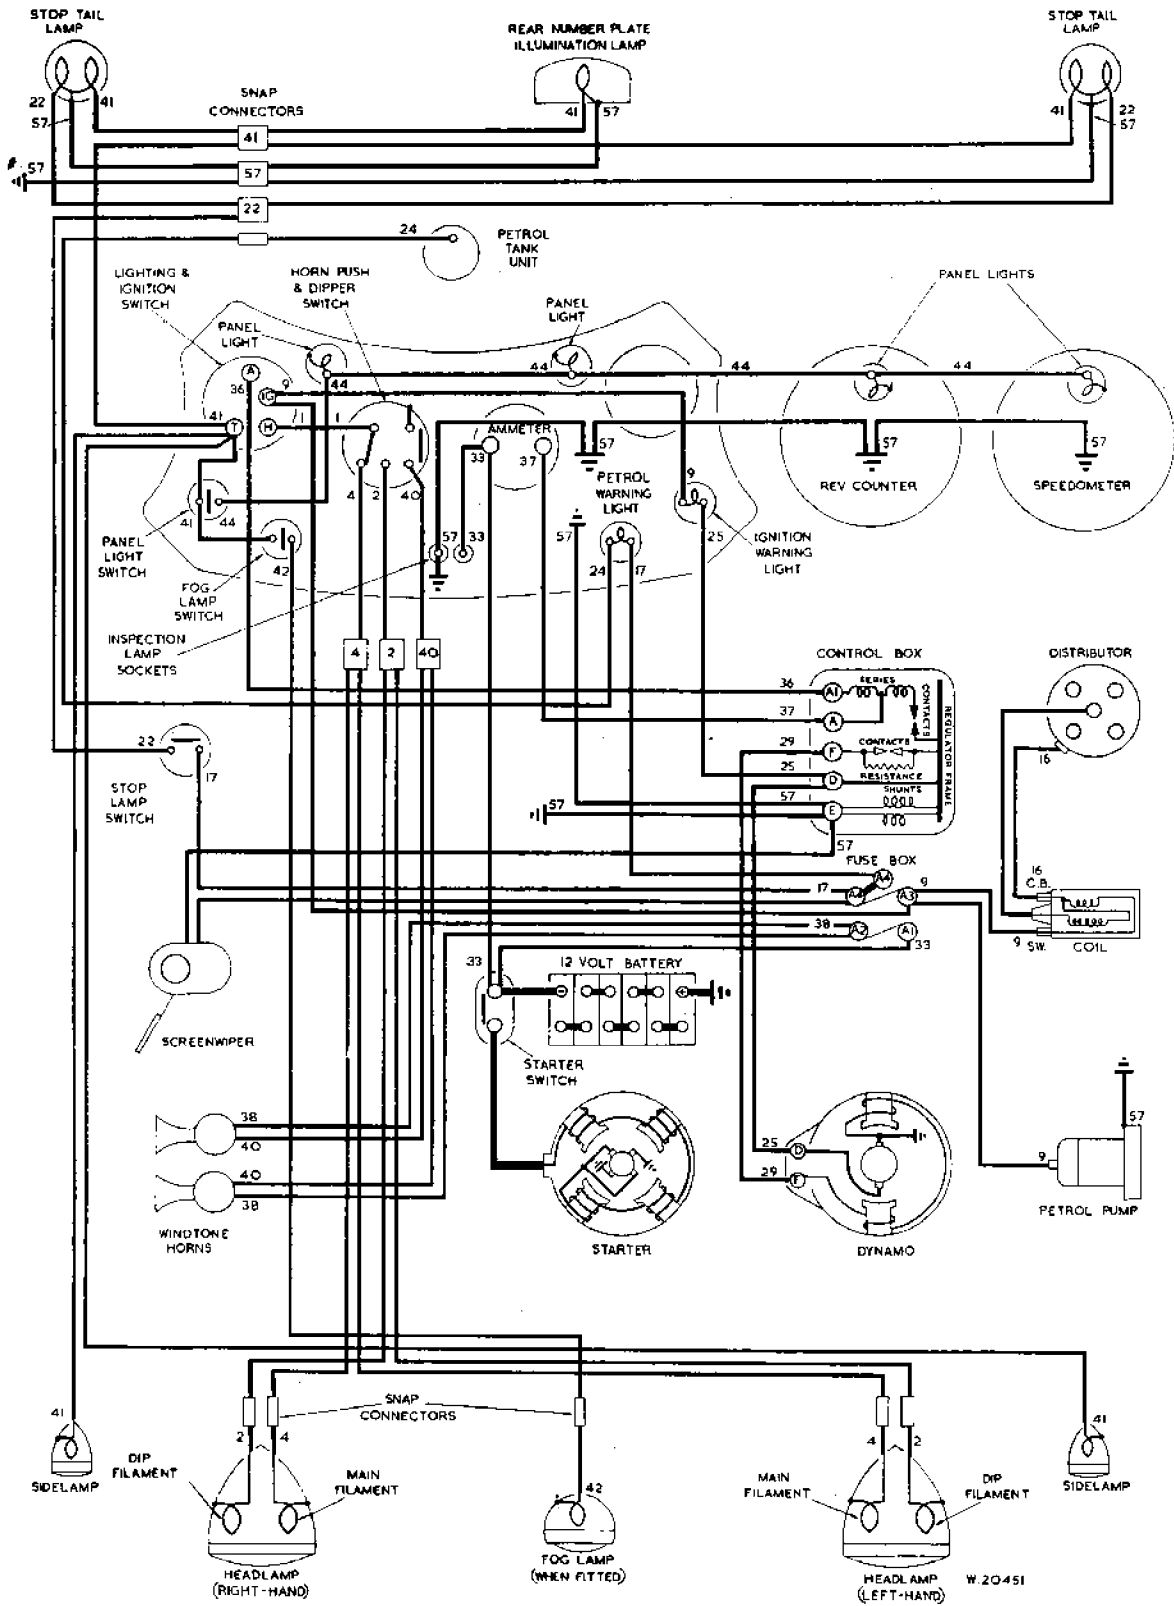 STOP TAIL
LAMP
REAR NUMBER PLATE
ILLUMINATION LAMP
STOP TAIL
LAMP
SNAP
CONNECTORS
22
41
57
41
57
41
22
57
41
57
57
22
24
PETROL
TANK
UNIT
LIGHTING &
IGNITION
SWITCH
HORN PUSH
& DIPPER
SWITCH
PANEL
LIGHT
PANEL
LIGHT
PANEL LIGHTS
A
36
9
IG
44
44
44
44
41
T
H
1
1
AMMETER
33
37
57
57
57
4
2
40
PETROL
WARNING
LIGHT
9
REV COUNTER
SPEEDOMETER
41
44
PANEL
LIGHT
SWITCH
42
FOG
LAMP
SWITCH
57
33
57
24
17
25
IGNITION
WARNING
LIGHT
INSPECTION
LAMP
SOCKETS
4
2
40
CONTROL BOX
DISTRIBUTOR
36
A1
SERIES
CONTACTS
REGULATOR FRAME
37
A
29
F
CONTACTS
25
D
RESISTANCE
SHUNTS
57
E
57
57
16
22
17
STOP
LAMP
SWITCH
FUSE BOX
A4
17
A4
A3
9
16
C.B.
38
A2
A1
33
9
SW.
COIL
33
12 VOLT BATTERY
SCREENWIPER
STARTER
SWITCH
38
40
40
38
WINDTONE
HORNS
STARTER
25
D
29
F
DYNAMO
57
9
PETROL PUMP
SNAP
CONNECTORS
41
SIDELAMP
2
4
DIP
FILAMENT
MAIN
FILAMENT
HEADLAMP
(RIGHT-HAND)
42
FOG LAMP
(WHEN FITTED)
4
2
MAIN
FILAMENT
DIP
FILAMENT
HEADLAMP
(LEFT-HAND)
41
SIDELAMP
W.20451